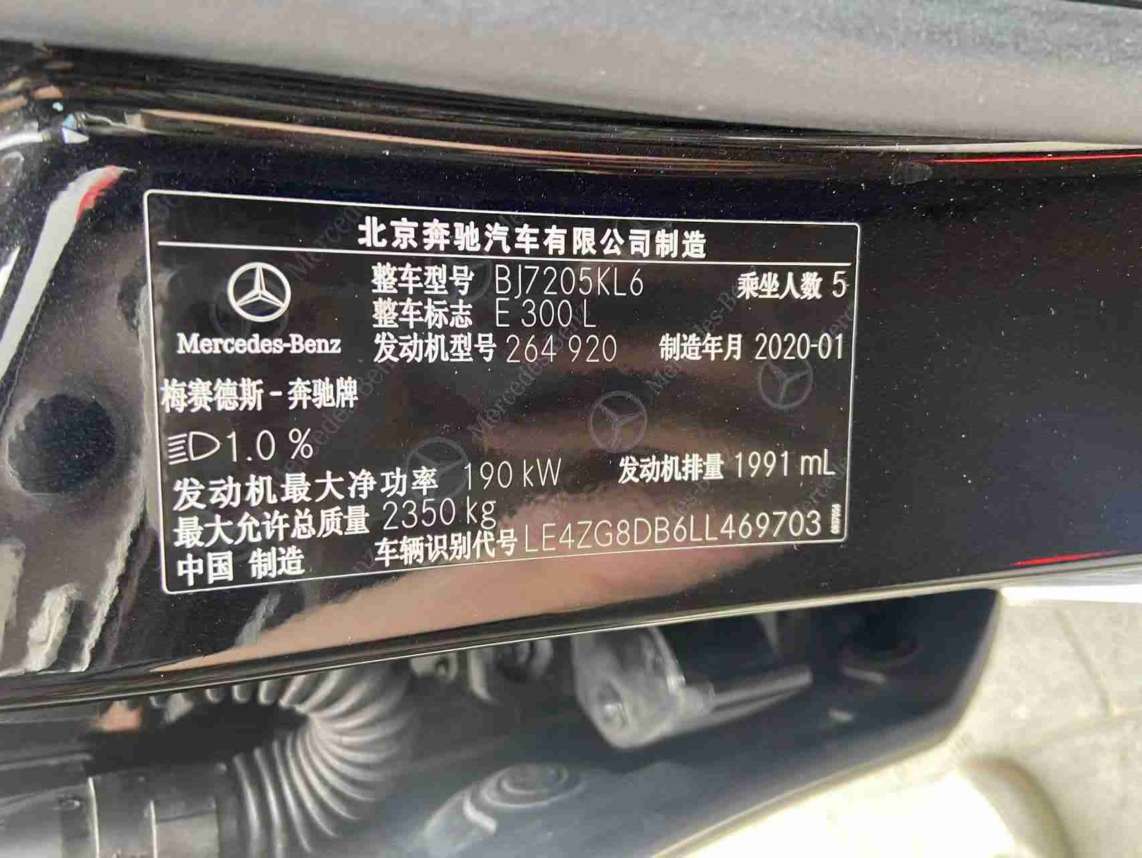 北京奔驰汽车有限公司制造
整车型号 BJ7205KL6 乘坐人数 5
整车标志 E 300 L
Mercedes-Benz 发动机型号 264 920 制造年月 2020-01
梅赛德斯-奔驰牌
1.0 %
发动机最大净功率 190 kW 发动机排量 1991 mL
最大允许总质量 2350 kg
中国 制造 车辆识别代号 LE4ZG8DB6LL469703